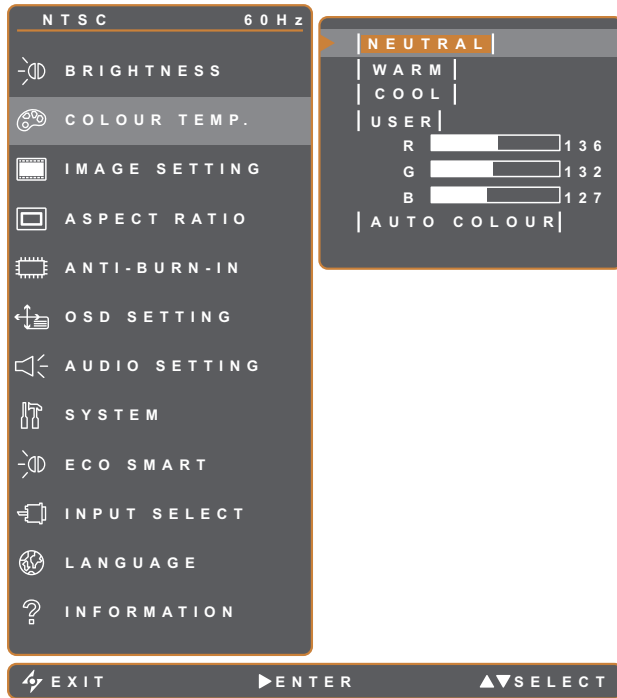 NTSC 60Hz
BRIGHTNESS
COLOUR TEMP.
IMAGE SETTING
ASPECT RATIO
ANTI-BURN-IN
OSD SETTING
AUDIO SETTING
SYSTEM
ECO SMART
INPUT SELECT
LANGUAGE
INFORMATION
NEUTRAL
WARM
COOL
USER
R 136
G 132
B 127
AUTO COLOUR
EXIT ▶ENTER ▲▼SELECT